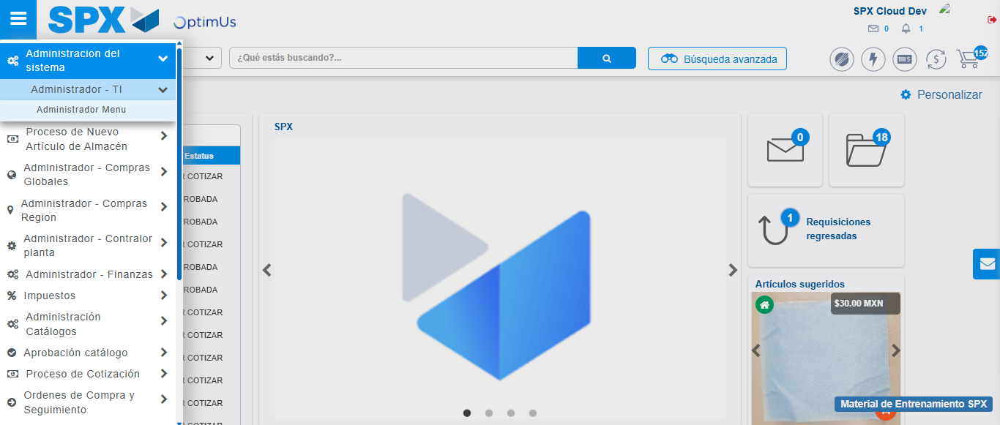 SPX
OptimUs
SPX Cloud Dev
0
1
Administracion del
sistema
¿Qué estás buscando?...
Búsqueda avanzada
152
Administrador - TI
Administrador Menu
Personalizar
Proceso de Nuevo
Artículo de Almacén
Administrador - Compras
Globales
Administrador - Compras
Region
Administrador - Contralor
planta
Administrador - Finanzas
Impuestos
Administración
Catálogos
Aprobación catálogo
Proceso de Cotización
Ordenes de Compra y
Seguimiento
Estatus
COTIZAR
ROBADA
ROBADA
COTIZAR
ROBADA
ROBADA
COTIZAR
COTIZAR
COTIZAR
COTIZAR
COTIZAR
COTIZAR
SPX
0
18
1
Requisiciones
regresadas
Artículos sugeridos
$30.00 MXN
Material de Entrenamiento SPX